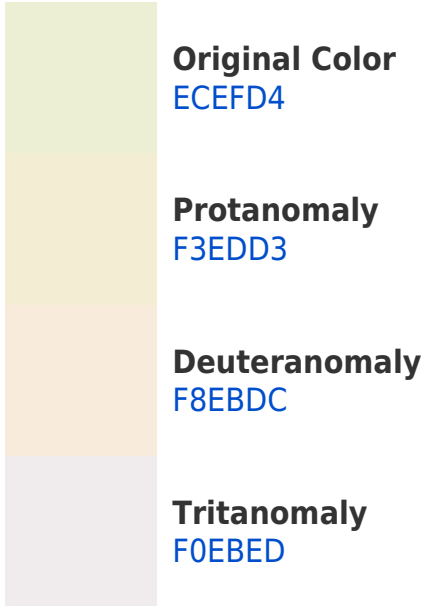 Original Color
ECEFD4
Protanomaly
F3EDD3
Deuteranomaly
F8EBDC
Tritanomaly
F0EBED